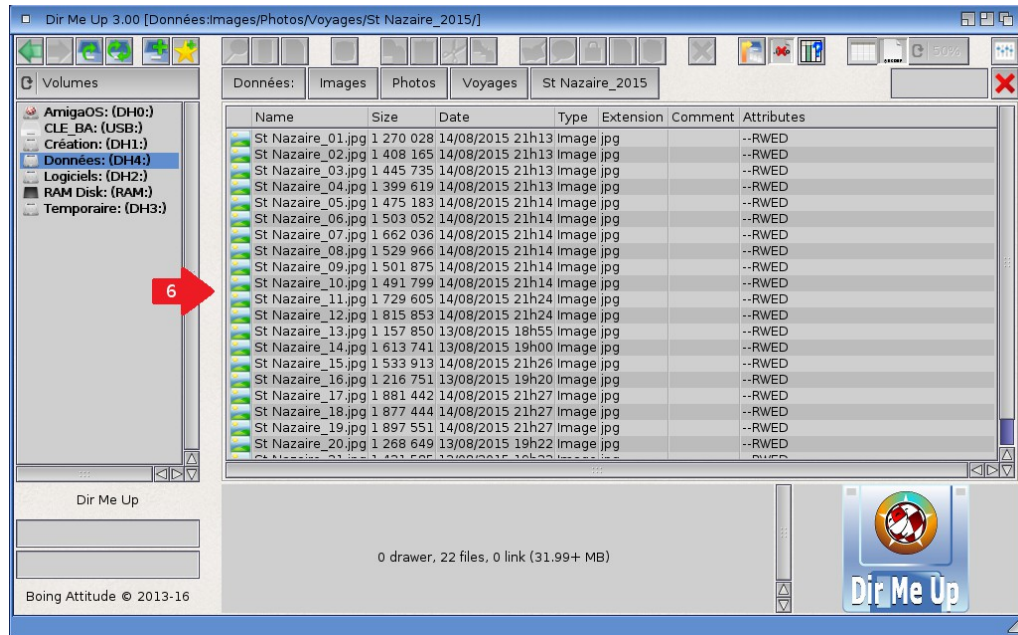 Dir Me Up 3.00 [Données:Images/Photos/Voyages/St Nazaire_2015/]
50%
Volumes
Données: Images Photos Voyages St Nazaire_2015
AmigaOS: (DH0:)
CLE_BA: (USB:)
Création: (DH1:)
Données: (DH4:)
Logiciels: (DH2:)
RAM Disk: (RAM:)
Temporaire: (DH3:)
6
Name Size Date Type Extension Comment Attributes
St Nazaire_01.jpg 1 270 028 14/08/2015 21h13 Image jpg --RWED
St Nazaire_02.jpg 1 408 165 14/08/2015 21h13 Image jpg --RWED
St Nazaire_03.jpg 1 445 735 14/08/2015 21h13 Image jpg --RWED
St Nazaire_04.jpg 1 399 619 14/08/2015 21h13 Image jpg --RWED
St Nazaire_05.jpg 1 475 183 14/08/2015 21h14 Image jpg --RWED
St Nazaire_06.jpg 1 503 052 14/08/2015 21h14 Image jpg --RWED
St Nazaire_07.jpg 1 662 036 14/08/2015 21h14 Image jpg --RWED
St Nazaire_08.jpg 1 529 966 14/08/2015 21h14 Image jpg --RWED
St Nazaire_09.jpg 1 501 875 14/08/2015 21h14 Image jpg --RWED
St Nazaire_10.jpg 1 491 799 14/08/2015 21h14 Image jpg --RWED
St Nazaire_11.jpg 1 729 605 14/08/2015 21h24 Image jpg --RWED
St Nazaire_12.jpg 1 815 853 14/08/2015 21h24 Image jpg --RWED
St Nazaire_13.jpg 1 157 850 13/08/2015 18h55 Image jpg --RWED
St Nazaire_14.jpg 1 613 741 13/08/2015 19h00 Image jpg --RWED
St Nazaire_15.jpg 1 533 913 14/08/2015 21h26 Image jpg --RWED
St Nazaire_16.jpg 1 216 751 13/08/2015 19h20 Image jpg --RWED
St Nazaire_17.jpg 1 881 442 14/08/2015 21h27 Image jpg --RWED
St Nazaire_18.jpg 1 877 444 14/08/2015 21h27 Image jpg --RWED
St Nazaire_19.jpg 1 897 551 14/08/2015 21h27 Image jpg --RWED
St Nazaire_20.jpg 1 268 649 13/08/2015 19h22 Image jpg --RWED
Dir Me Up
0 drawer, 22 files, 0 link (31.99+ MB)
Boing Attitude © 2013-16
Dir Me Up